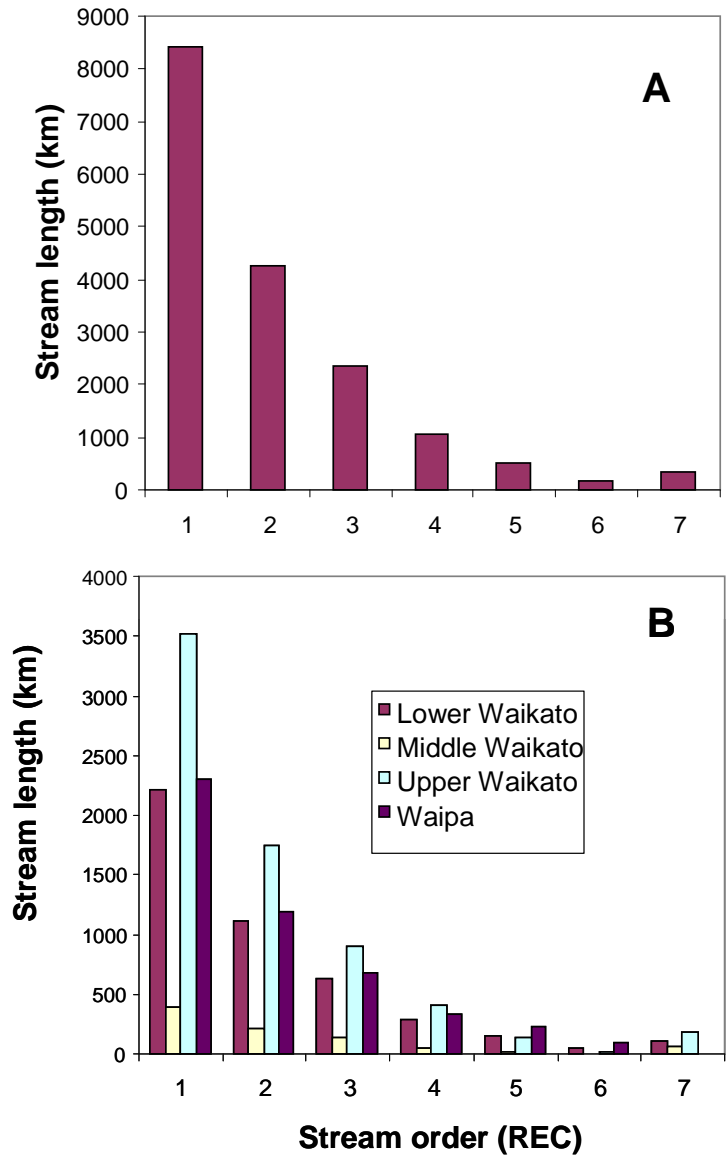 A
Stream length (km)
9000
8000
7000
6000
5000
4000
3000
2000
1000
0
1 2 3 4 5 6 7
B
Stream length (km)
4000
3500
3000
2500
2000
1500
1000
500
0
Lower Waikato
Middle Waikato
Upper Waikato
Waipa
1 2 3 4 5 6 7
Stream order (REC)